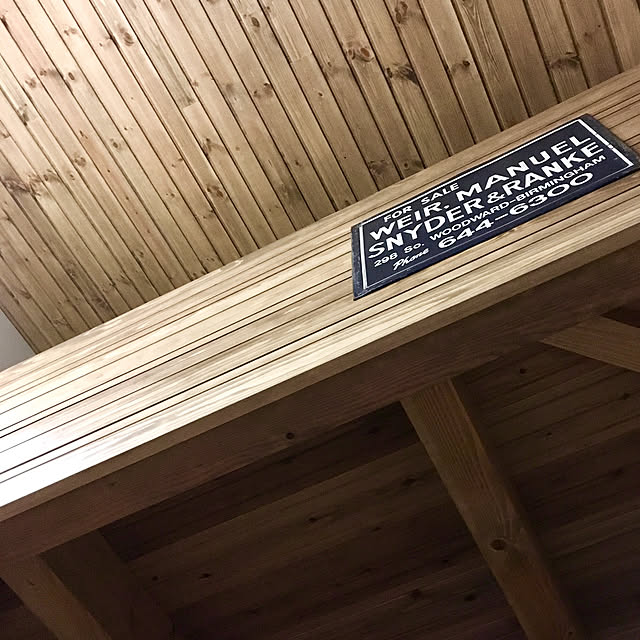 FOR SALE
WEIR, MANUEL
SNYDER & RANKE
298 So. WOODWARD-BIRMINGHAM
Phone 644-6300